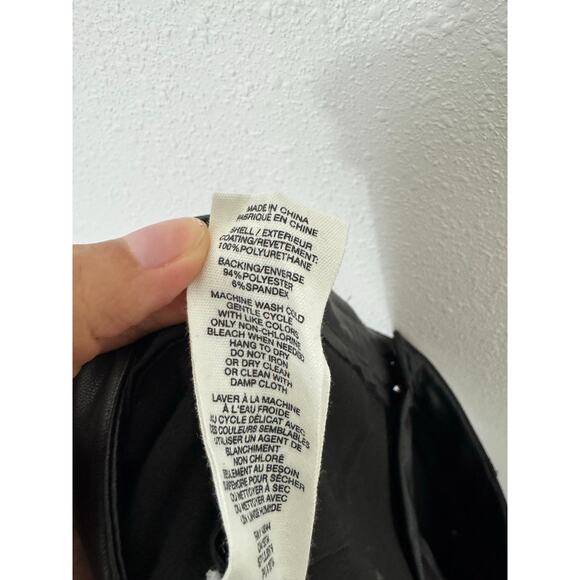 MADE IN CHINA
FABRIQUÉ EN CHINE
SHELL / EXTERIEUR
COATING/REVETEMENT:
100% POLYURETHANE
BACKING/ENVERSE
94% POLYESTER
6% SPANDEX
MACHINE WASH COLD
GENTLE CYCLE
WITH LIKE COLORS
ONLY NON-CHLORINE
BLEACH WHEN NEEDED
HANG TO DRY
DO NOT IRON
OR DRY CLEAN
OR CLEAN WITH
DAMP CLOTH
LAVER À LA MACHINE
À L'EAU FROIDE
AU CYCLE DÉLICAT AVEC
DES COULEURS SEMBLABLES
UTILISER UN AGENT DE
BLANCHIMENT
NON CHLORÉ
SEULEMENT AU BESOIN
SUSPENDRE POUR SÉCHER
OU NETTOYER À SEC
OU NETTOYER AVEC
UN LINGE HUMIDE